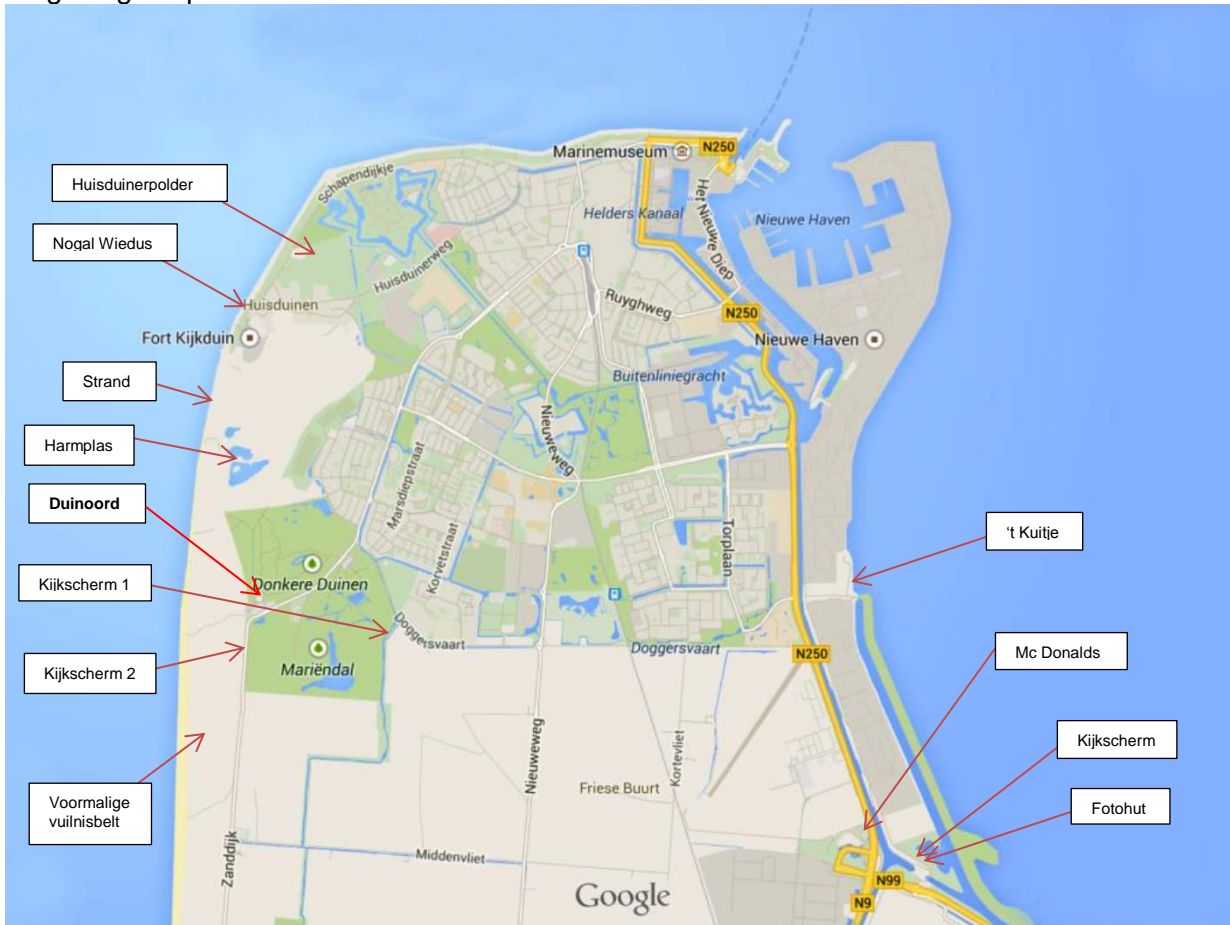 Marinemuseum
N250
Schapendijkje
Huisduinerpolder
Helders Kanaal
Het Nieuwe Diep
Nieuwe Haven
Nogal Wiedus
Huisduinerweg
Huisduinen
Ruyghweg
N250
Fort Kijkduin
Nieuwe Haven
Strand
Buitenliniegracht
Harmplas
Marsdiepstraat
Nieuweweg
Duinoord
Torplaan
't Kuitje
Korvetstraat
Kijkscherm 1
Donkere Duinen
Doggersvaart
Doggersvaart
N250
Mc Donalds
Kijkscherm 2
Mariëndal
Kijkscherm
Nieuweweg
Kortevliet
Friese Buurt
Voormalige
vuilnisbelt
Fotohut
Zanddijk
Middenvliet
Google
N99
N9